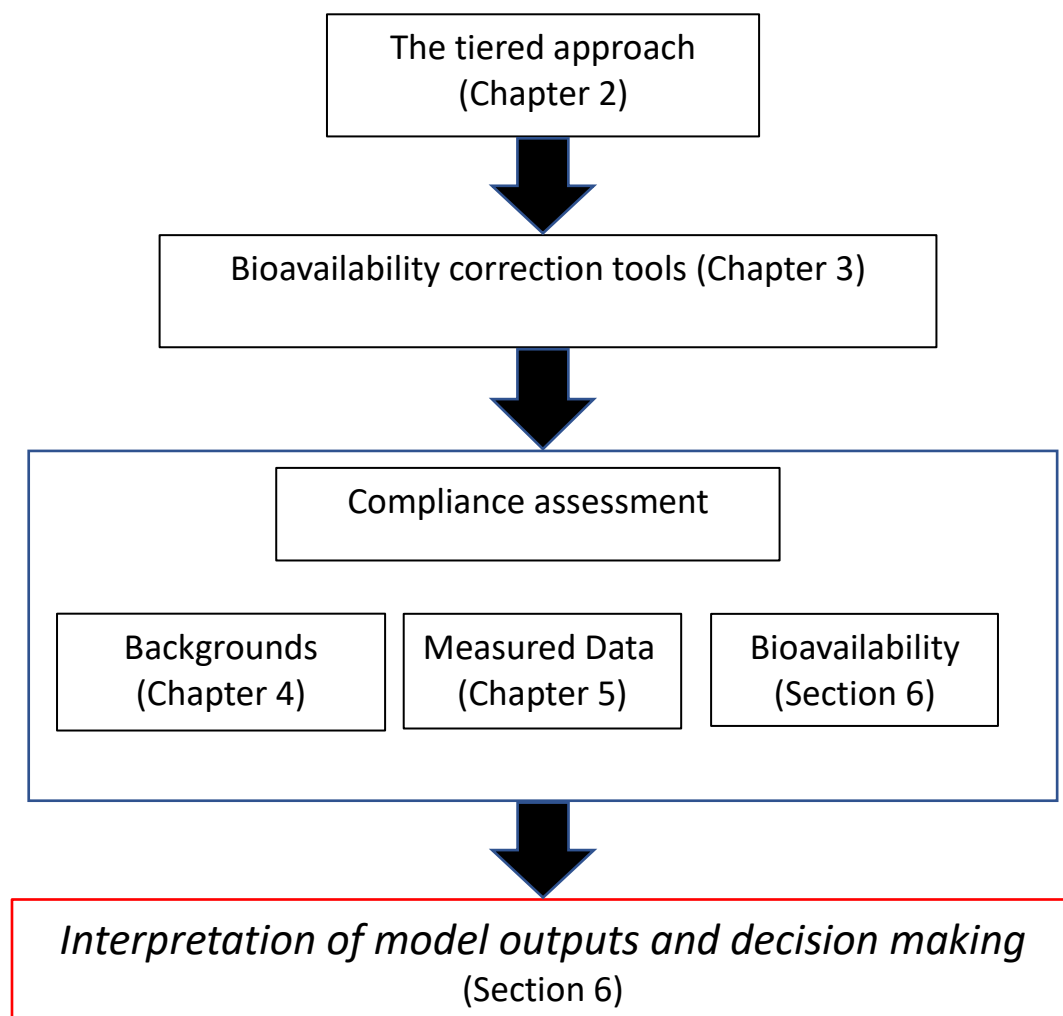 The tiered approach
(Chapter 2)
Bioavailability correction tools (Chapter 3)
Compliance assessment
Backgrounds
(Chapter 4)
Measured Data
(Chapter 5)
Bioavailability
(Section 6)
Interpretation of model outputs and decision making
(Section 6)